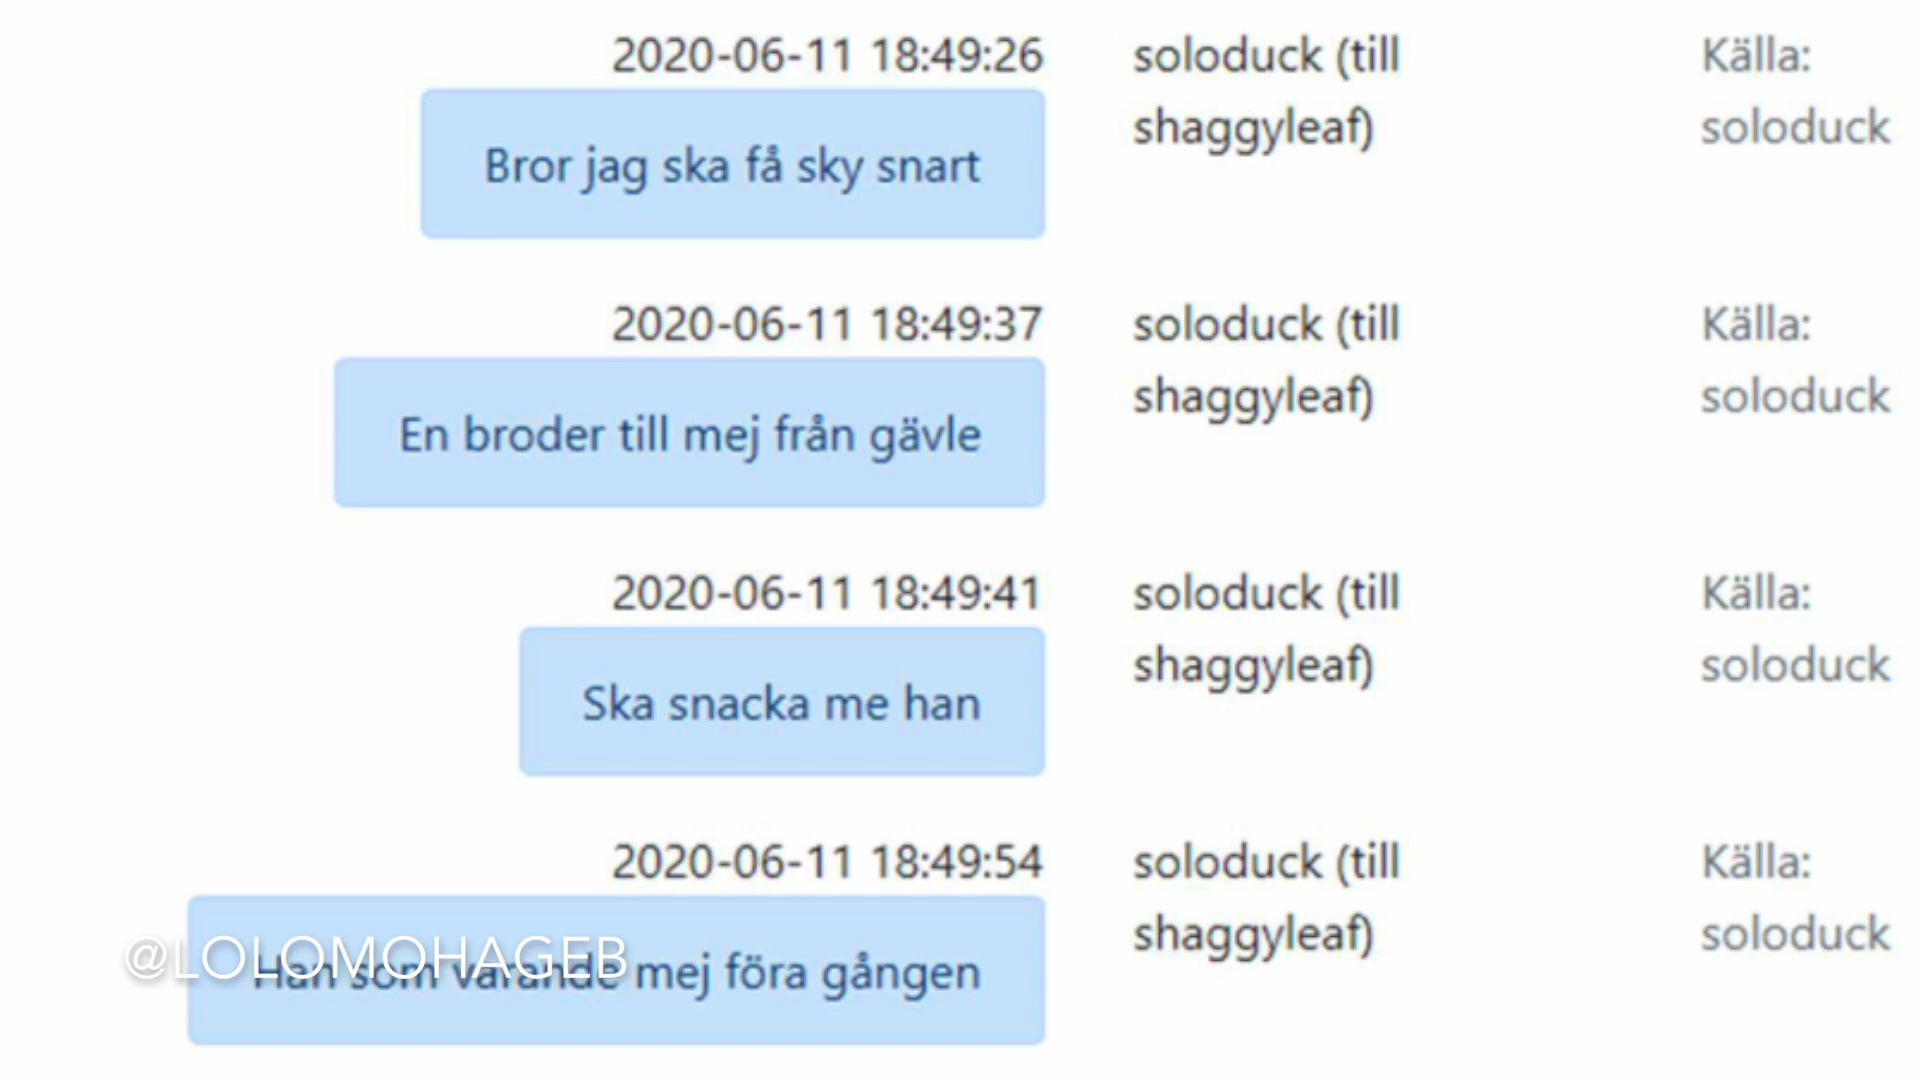 2020-06-11 18:49:26
soloduck (till
Källa:
shaggyleaf)
soloduck
Bror jag ska få sky snart
2020-06-11 18:49:37
soloduck (till
Källa:
shaggyleaf)
soloduck
En broder till mej från gävle
2020-06-11 18:49:41
soloduck (till
Källa:
shaggyleaf)
soloduck
Ska snacka me han
2020-06-11 18:49:54
soloduck (till
Källa:
shaggyleaf)
soloduck
@LOLOMOHAGEB
Han som varande mej föra gången